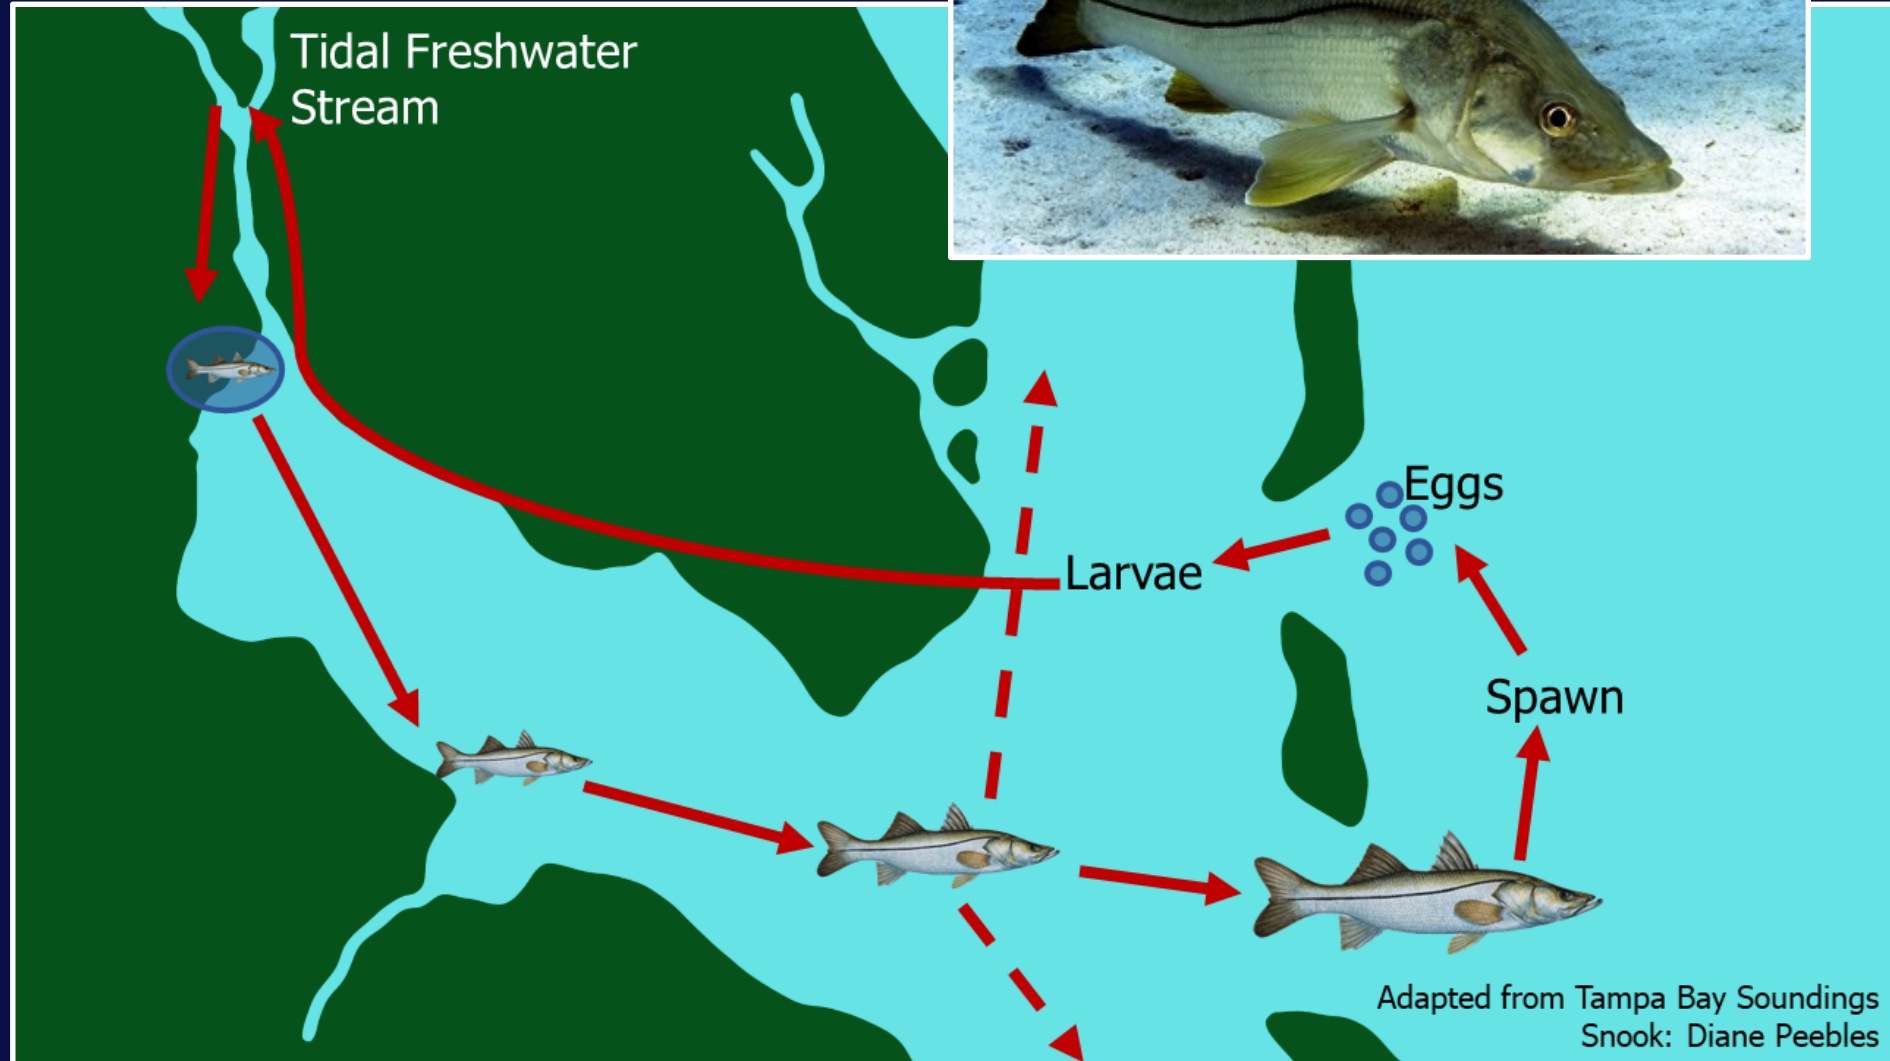 Tidal Freshwater
Stream
Eggs
Larvae
Spawn
Adapted from Tampa Bay Soundings
Snook: Diane Peebles